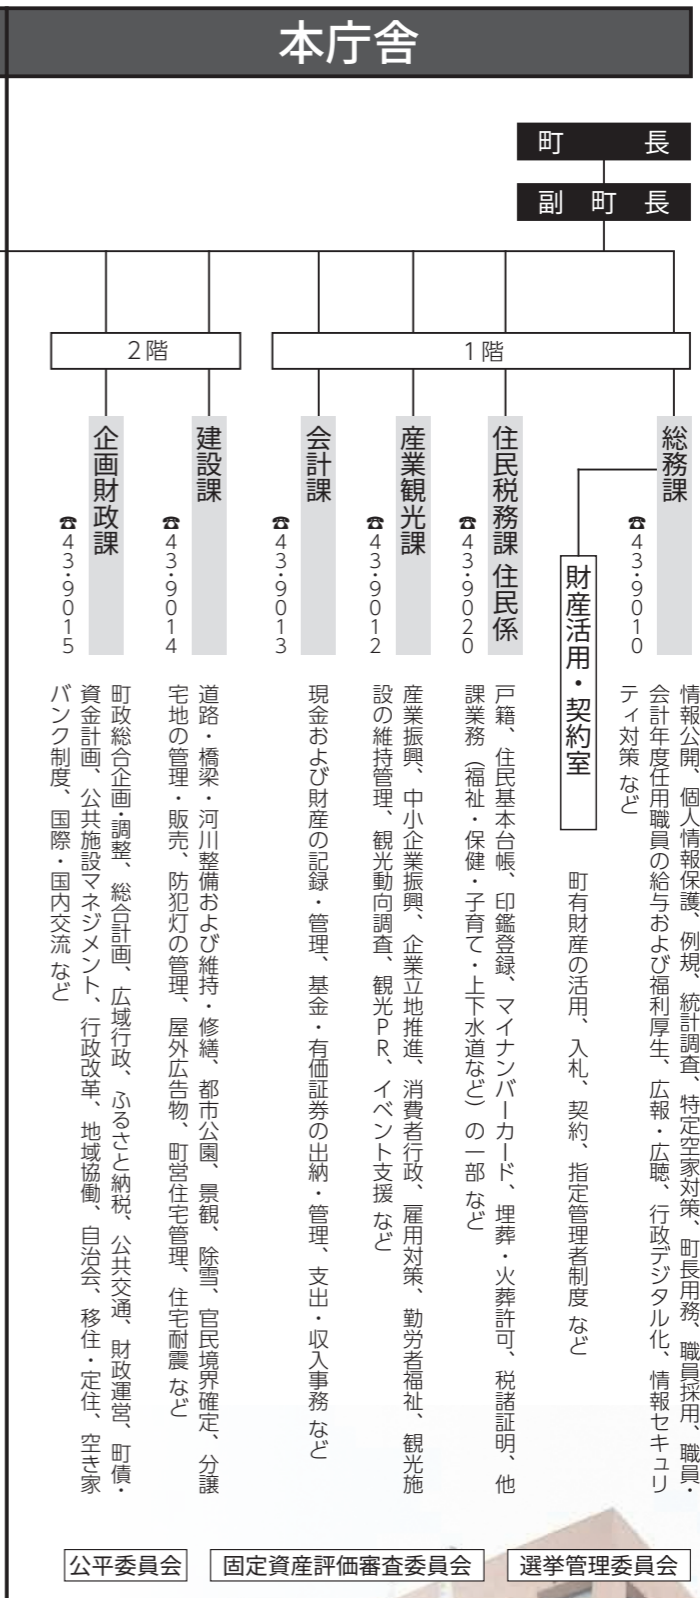 本庁舎
町　長
副町長
1階
総務課
☎43・9010
情報公開、個人情報保護、例規、統計調査、特定空家対策、町長用務、職員採用、職員・
会計年度任用職員の給与および福利厚生、広報・広聴、行政デジタル化、情報セキュリ
ティ対策 など
財産活用・契約室
町有財産の活用、入札、契約、指定管理者制度 など
住民税務課 住民係
☎43・9020
戸籍、住民基本台帳、印鑑登録、マイナンバーカード、埋葬・火葬許可、税諸証明、他
課業務（福祉・保健・子育て・上下水道など）の一部 など
産業観光課
☎43・9012
産業振興、中小企業振興、企業立地推進、消費者行政、雇用対策、勤労者福祉、観光施
設の維持管理、観光動向調査、観光PR、イベント支援 など
会計課
☎43・9013
現金および財産の記録・管理、基金・有価証券の出納・管理、支出・収入事務 など
2階
建設課
☎43・9014
道路・橋梁・河川整備および維持・修繕、都市公園、景観、除雪、官民境界確定、分譲
宅地の管理・販売、防犯灯の管理、屋外広告物、町営住宅管理、住宅耐震 など
企画財政課
☎43・9015
町政総合企画・調整、総合計画、広域行政、ふるさと納税、公共交通、財政運営、町債・
資金計画、公共施設マネジメント、行政改革、地域協働、自治会、移住・定住、空き家
バンク制度、国際・国内交流 など
選挙管理委員会
固定資産評価審査委員会
公平委員会